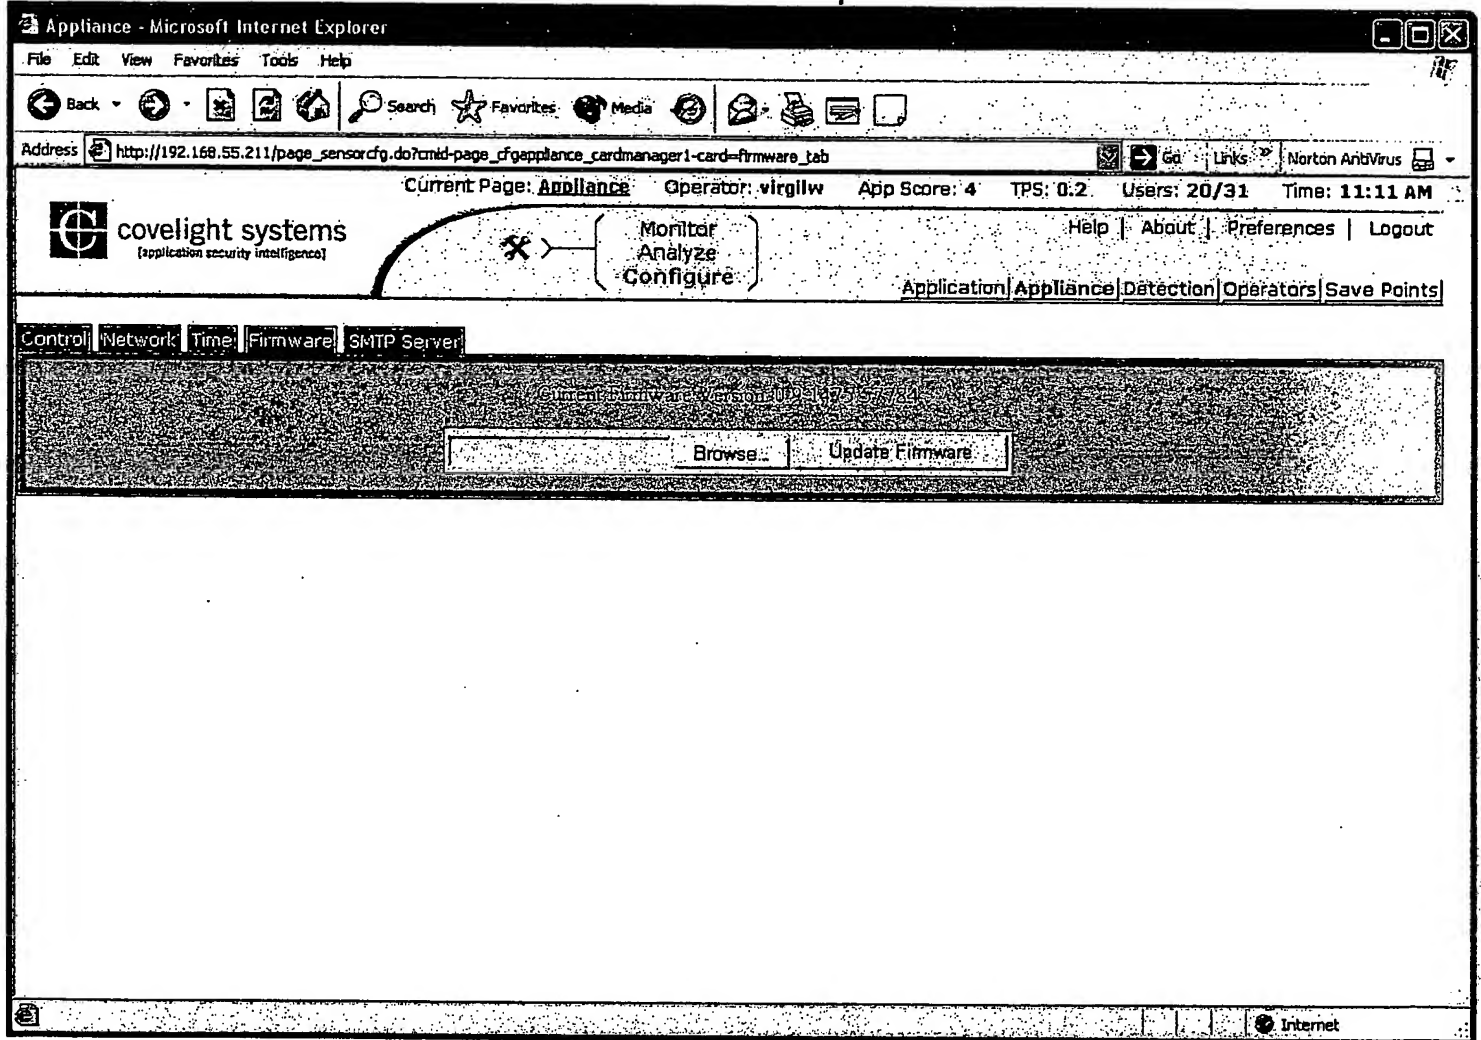 Appliance - Microsoft Internet Explorer
File Edit View Favorites Tools Help
Back Search Favorites Media
Address http://192.168.55.211/page_sensorcfg.do?cmid-page_cfgappliance_cardmanager1-card=firmware_tab Go Links » Norton AntiVirus
Current Page: Appliance Operator: virgilw App Score: 4 TPS: 0.2 Users: 20/31 Time: 11:11 AM
covelight systems
[application security intelligence]
Monitor
Analyze
Configure
Help | About | Preferences | Logout
Application| Appliance| Detection| Operators| Save Points|
Control Network Time Firmware SMTP Server
Current Firmware Version
Browse... Update Firmware
Internet